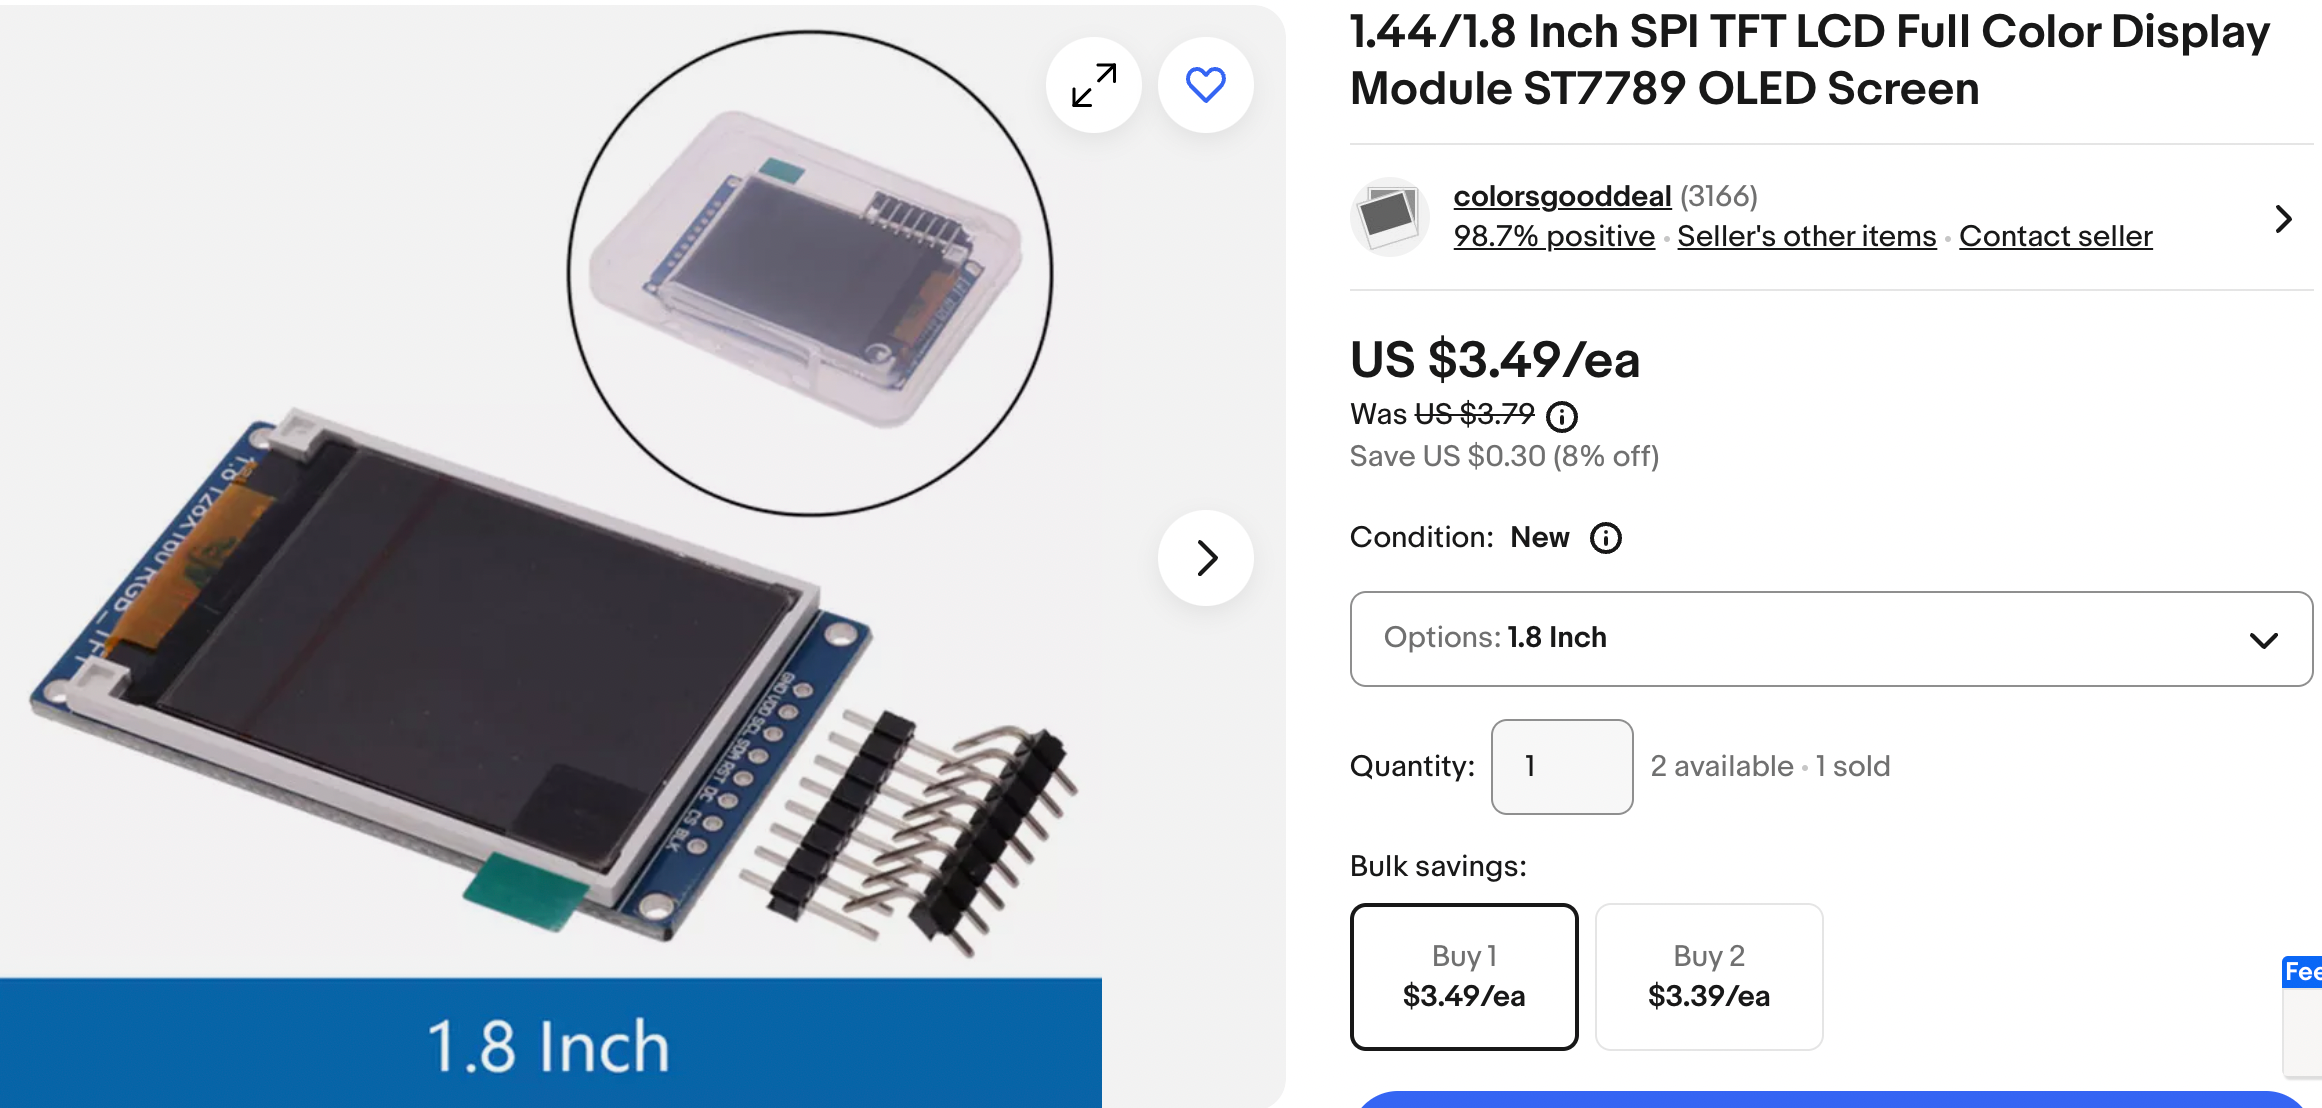 1.44/1.8 Inch SPI TFT LCD Full Color Display
Module ST7789 OLED Screen
colorsgooddeal (3166)
98.7% positive • Seller's other items • Contact seller
US $3.49/ea
Was US $3.79
Save US $0.30 (8% off)
Condition: New
Options: 1.8 Inch
Quantity: 1 2 available • 1 sold
Bulk savings:
Buy 1
$3.49/ea
Buy 2
$3.39/ea
Fee
1.8 128X160 RGB_TFT
GND VDD SCL SDA RST DC CS BLK
1.8 Inch